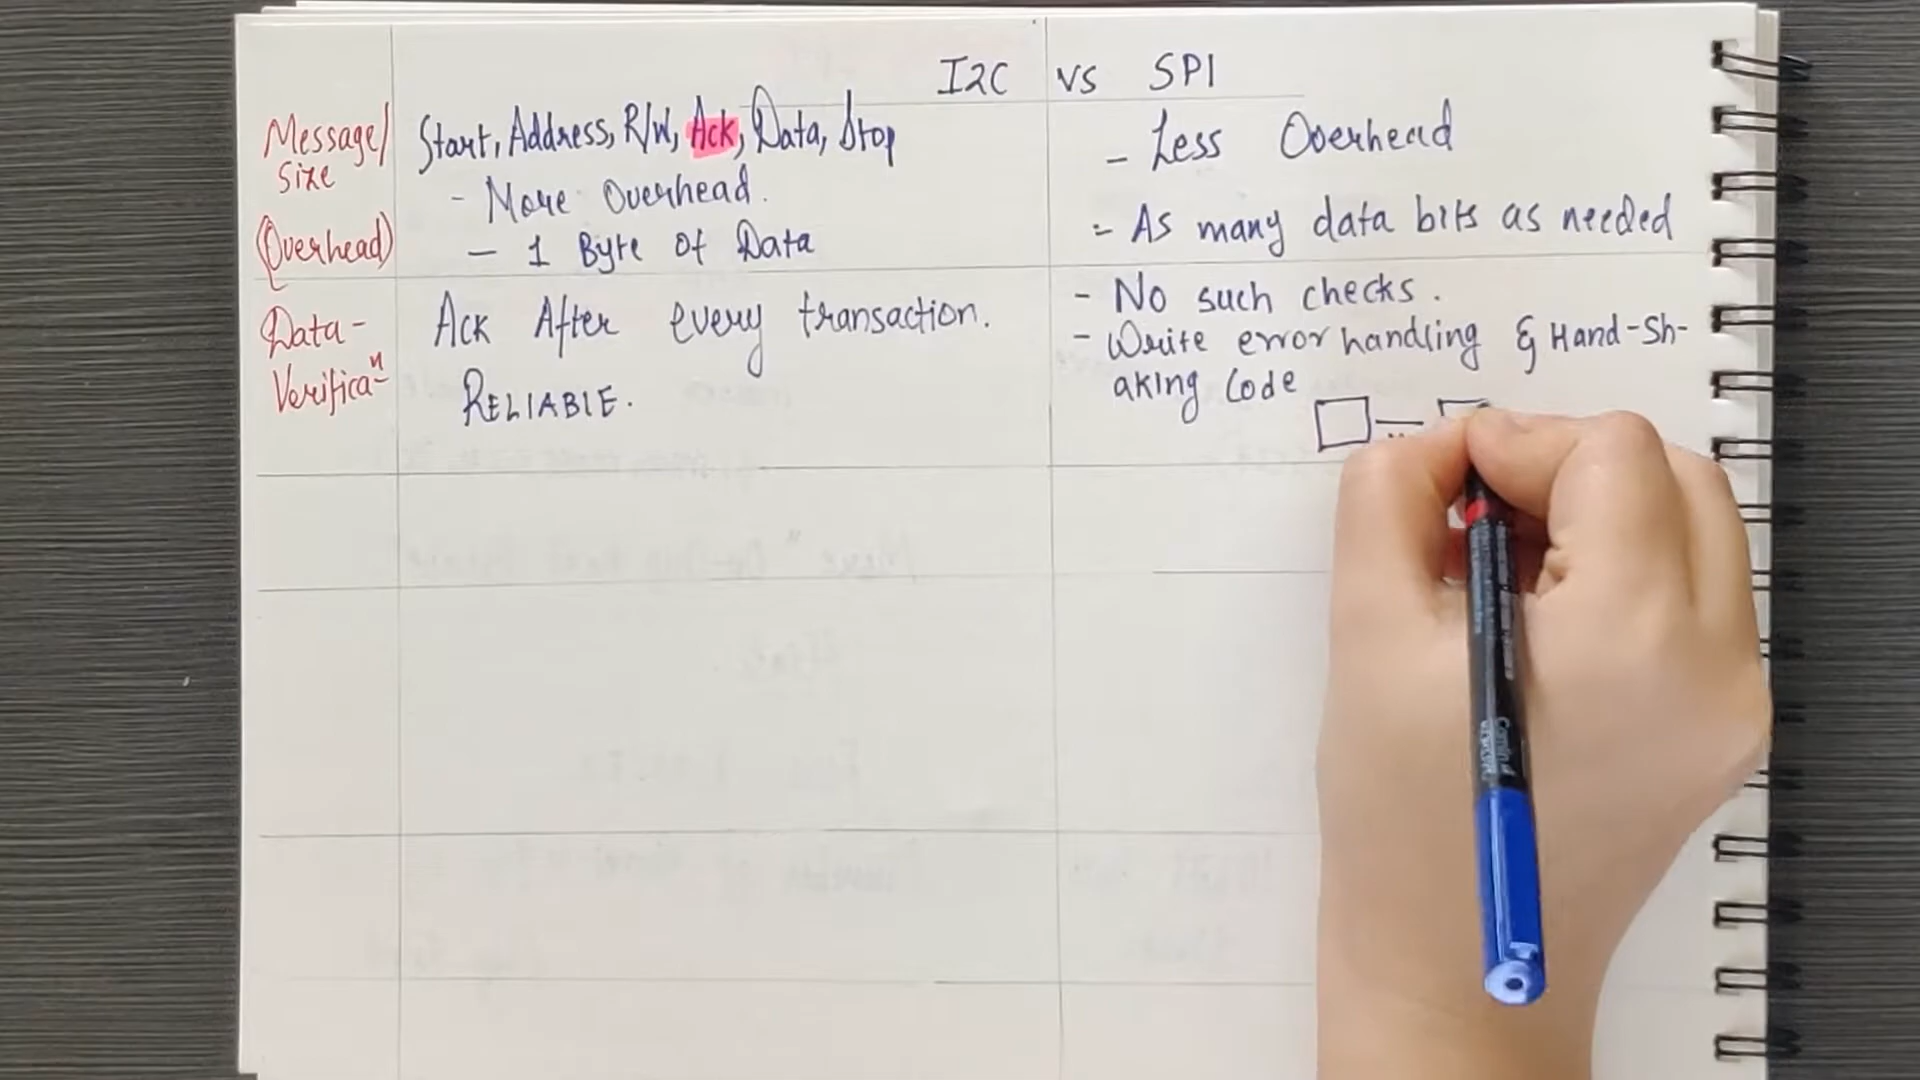 I2C vs SPI
Message/
Size
(Overhead)
Start, Address, R/W, Ack, Data, Stop
- More Overhead.
- 1 Byte of Data
- Less Overhead
- As many data bits as needed
Data-
Verificaⁿ
Ack After every transaction.
RELIABLE.
- No such checks.
- Write error handling & Hand-Sh-
aking Code